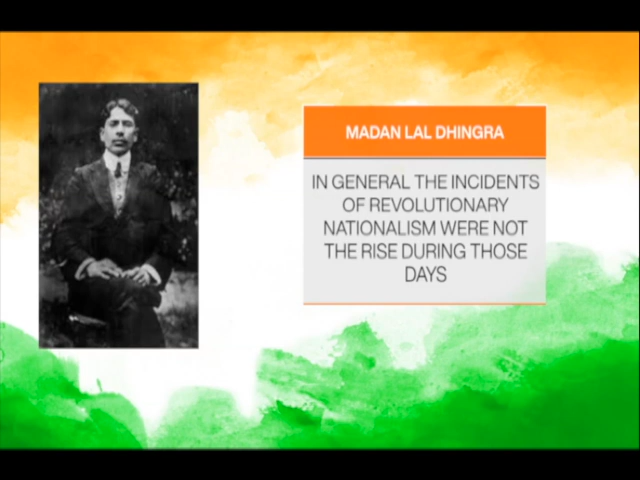 MADAN LAL DHINGRA
IN GENERAL THE INCIDENTS
OF REVOLUTIONARY
NATIONALISM WERE NOT
THE RISE DURING THOSE
DAYS